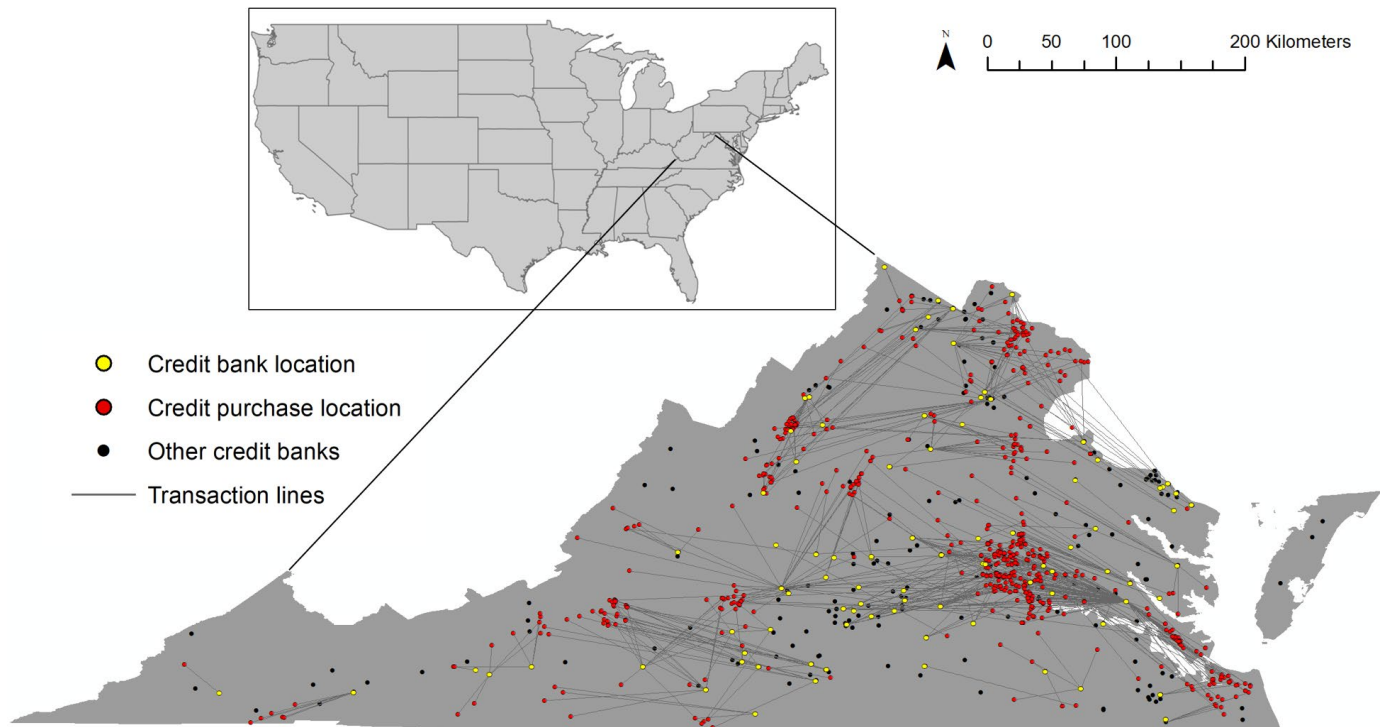 N
0 50 100 200 Kilometers
Credit bank location
Credit purchase location
Other credit banks
Transaction lines